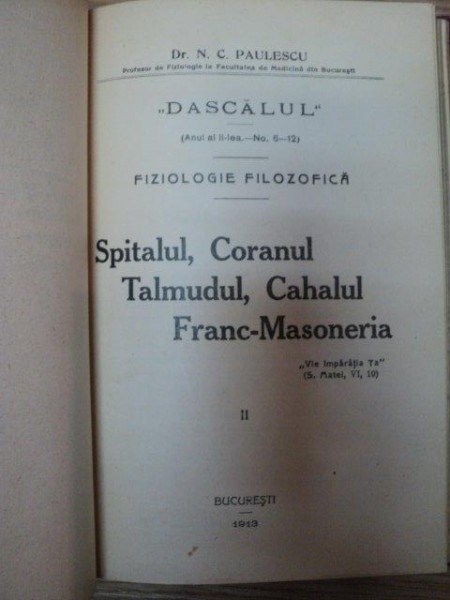 Dr. N. C. PAULESCU
Profesor de Fiziologie la Facultatea de Medicină din Bucureşti
„DASCĂLUL“
(Anul al II-lea.—No. 6-12)
FIZIOLOGIE FILOZOFICĂ
Spitalul, Coranul
Talmudul, Cahalul
Franc-Masoneria
„Vie Impărăţia Ta“
(S. Matei, VI, 10)
II
BUCUREŞTI
1913